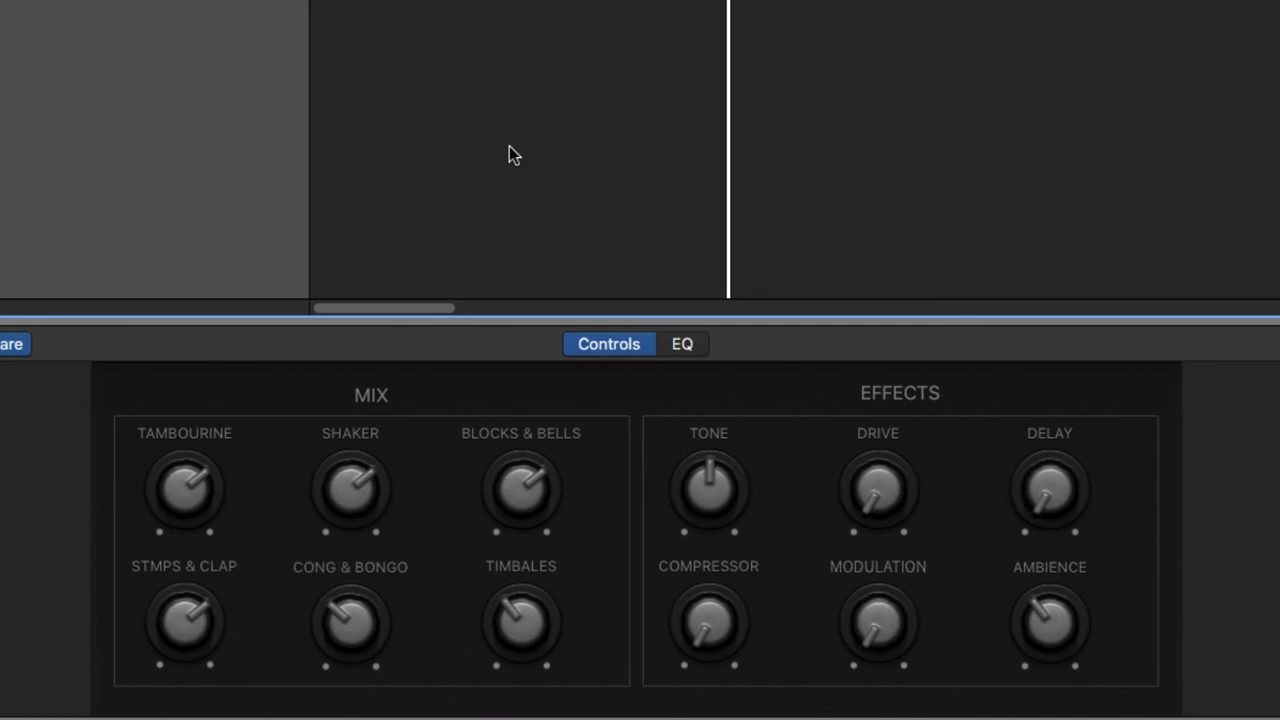 are
Controls
EQ
MIX
TAMBOURINE
SHAKER
BLOCKS & BELLS
STMPS & CLAP
CONG & BONGO
TIMBALES
EFFECTS
TONE
DRIVE
DELAY
COMPRESSOR
MODULATION
AMBIENCE